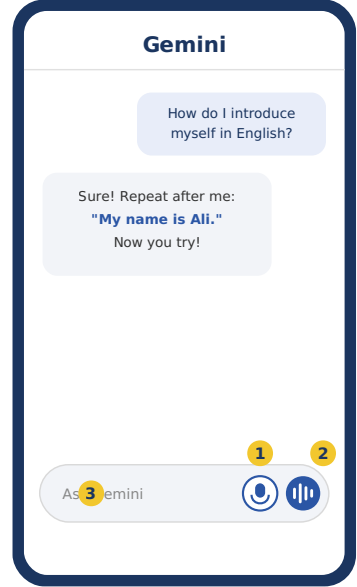 Gemini
How do I introduce
myself in English?
Sure! Repeat after me:
"My name is Ali."
Now you try!
1
2
As 3 emini